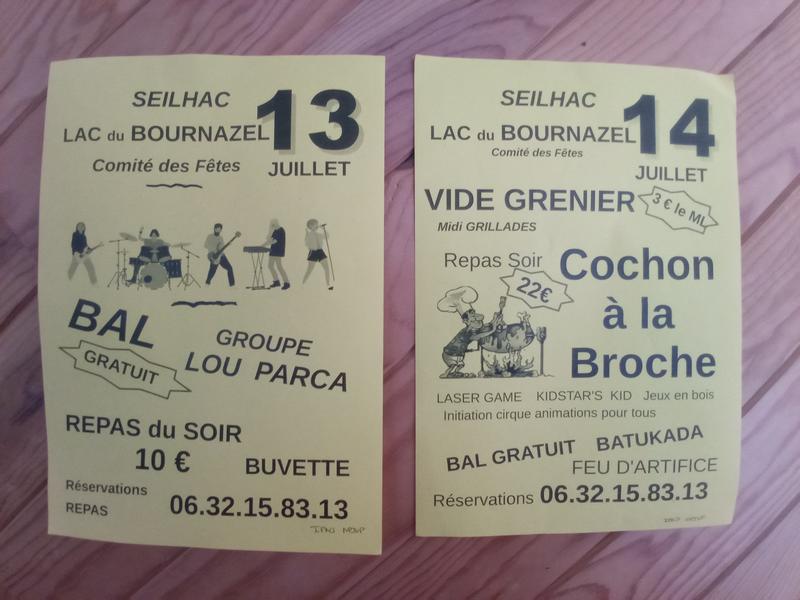 SEILHAC
13
LAC du BOURNAZEL
Comité des Fêtes
JUILLET
BAL
GRATUIT
GROUPE
LOU PARCA
REPAS du SOIR
10 €
BUVETTE
Réservations
REPAS
06.32.15.83.13
SEILHAC
14
LAC du BOURNAZEL
Comité des Fêtes
JUILLET
VIDE GRENIER
3 € le ML
Midi GRILLADES
Repas Soir
22€
Cochon
à la
Broche
LASER GAME KIDSTAR'S KID Jeux en bois
Initiation cirque animations pour tous
BAL GRATUIT BATUKADA
FEU D'ARTIFICE
Réservations 06.32.15.83.13